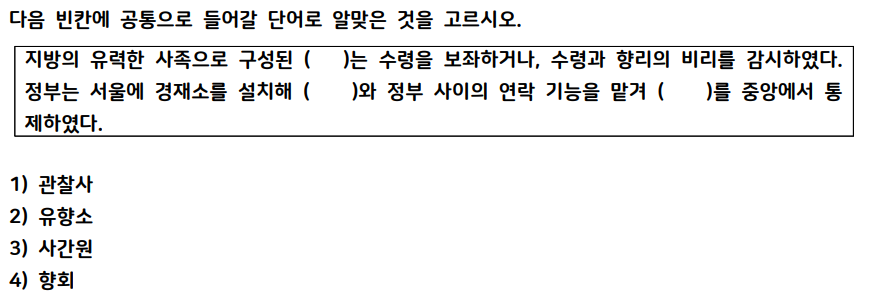 다음 빈칸에 공통으로 들어갈 단어로 알맞은 것을 고르시오.
지방의 유력한 사족으로 구성된 (    )는 수령을 보좌하거나, 수령과 향리의 비리를 감시하였다.
정부는 서울에 경재소를 설치해 (    )와 정부 사이의 연락 기능을 맡겨 (    )를 중앙에서 통
제하였다.
1) 관찰사
2) 유향소
3) 사간원
4) 향회